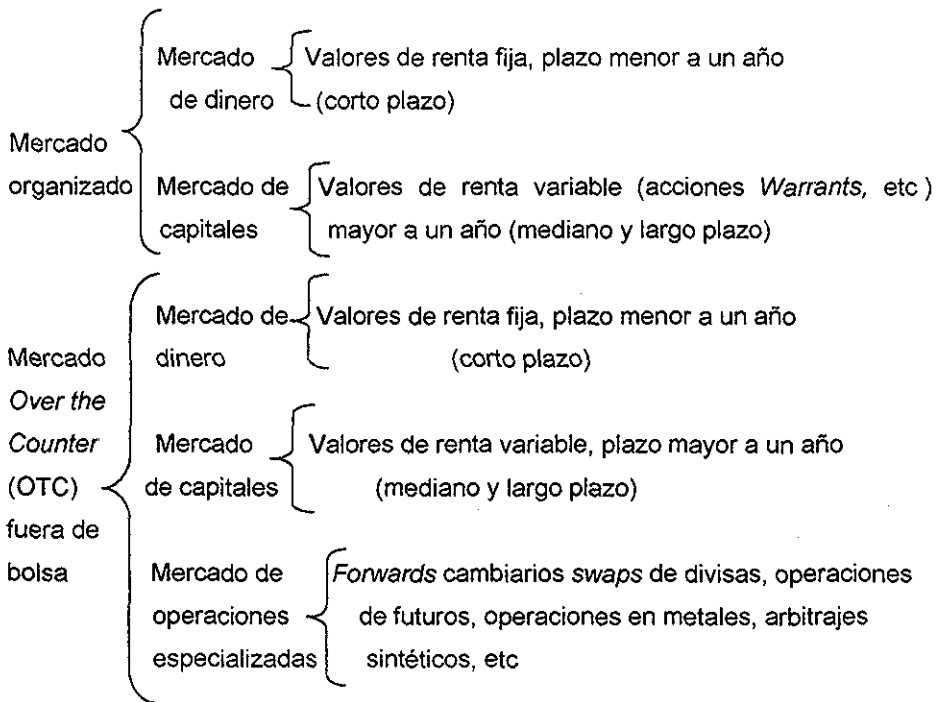 Mercado
de dinero
Valores de renta fija, plazo menor a un año
(corto plazo)
Mercado
organizado
Mercado de
capitales
Valores de renta variable (acciones Warrants, etc )
mayor a un año (mediano y largo plazo)
Mercado de
dinero
Valores de renta fija, plazo menor a un año
(corto plazo)
Mercado
Over the
Counter
(OTC)
fuera de
bolsa
Mercado
de capitales
Valores de renta variable, plazo mayor a un año
(mediano y largo plazo)
Mercado de
operaciones
especializadas
Forwards cambiarios swaps de divisas, operaciones
de futuros, operaciones en metales, arbitrajes
sintéticos, etc